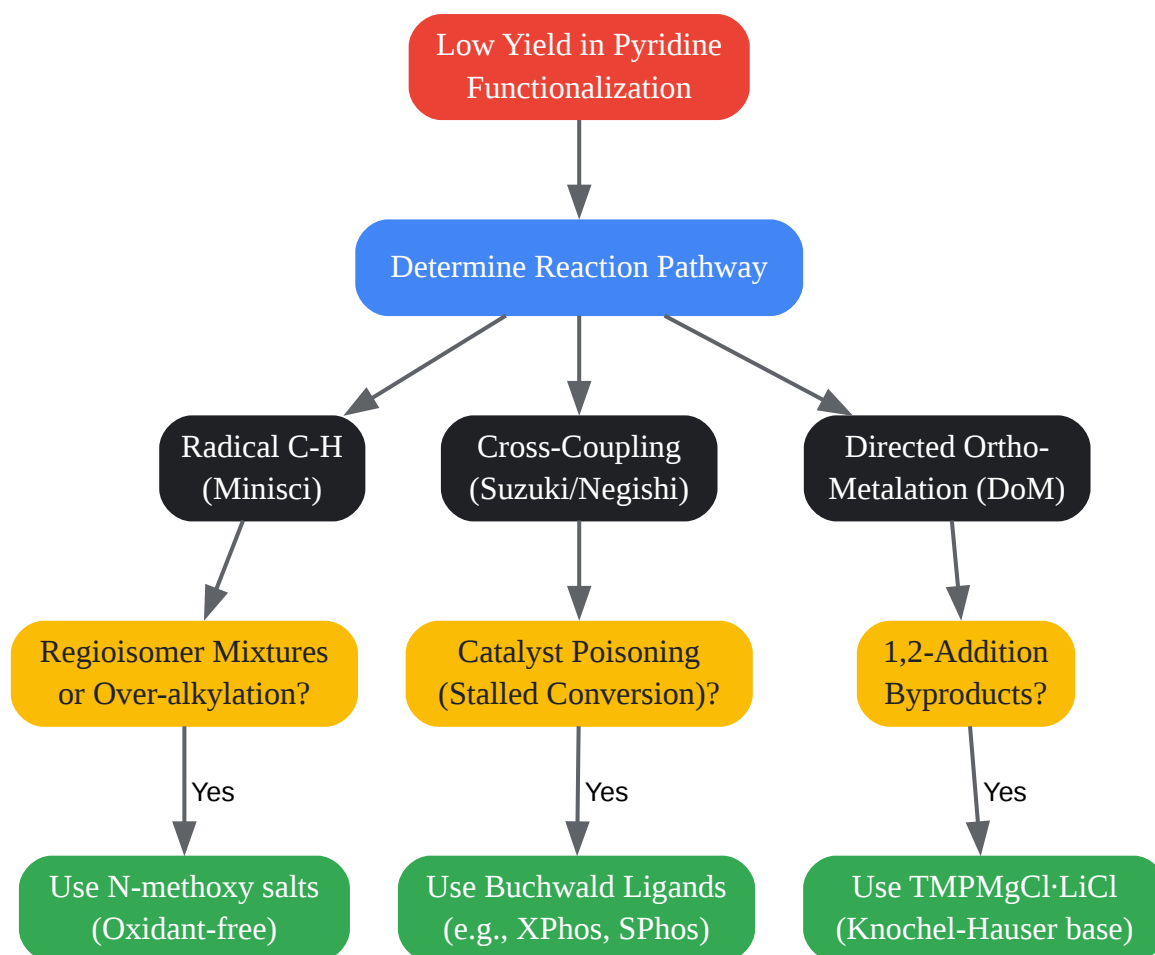 Low Yield in Pyridine
Functionalization
Determine Reaction Pathway
Radical C-H
(Minisci)
Cross-Coupling
(Suzuki/Negishi)
Directed Ortho-
Metalation (DoM)
Regioisomer Mixtures
or Over-alkylation?
Catalyst Poisoning
(Stalled Conversion)?
1,2-Addition
Byproducts?
Yes
Yes
Yes
Use N-methoxy salts
(Oxidant-free)
Use Buchwald Ligands
(e.g., XPhos, SPhos)
Use TMPMgCl·LiCl
(Knochel-Hauser base)